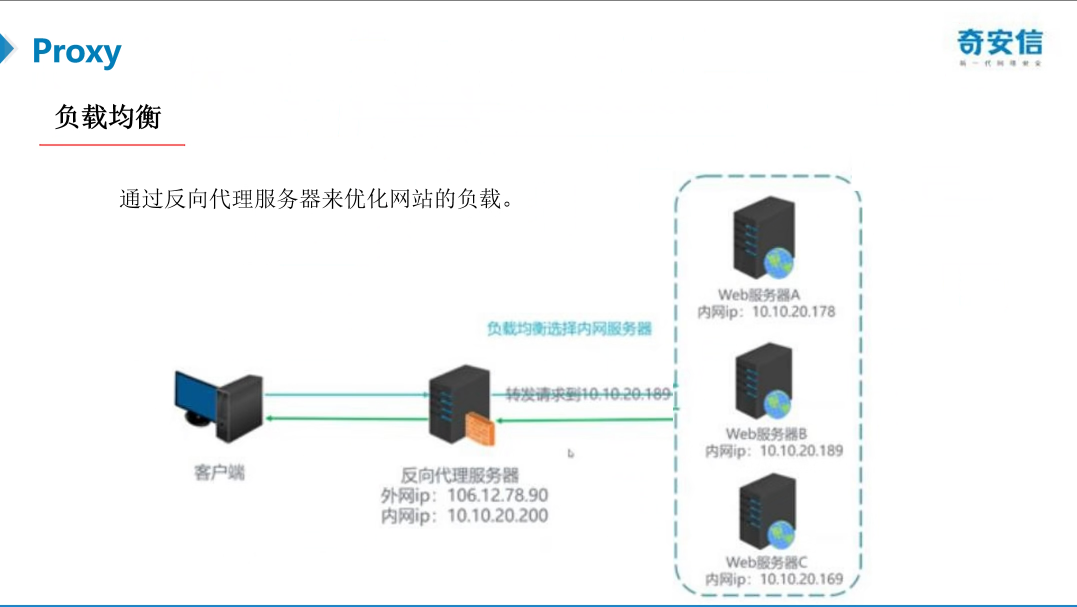 Proxy
奇安信
新一代网络安全
负载均衡
通过反向代理服务器来优化网站的负载。
Web服务器A
内网ip：10.10.20.178
负载均衡选择内网服务器
转发请求到10.10.20.189
Web服务器B
内网ip：10.10.20.189
客户端
反向代理服务器
外网ip：106.12.78.90
内网ip：10.10.20.200
Web服务器C
内网ip：10.10.20.169